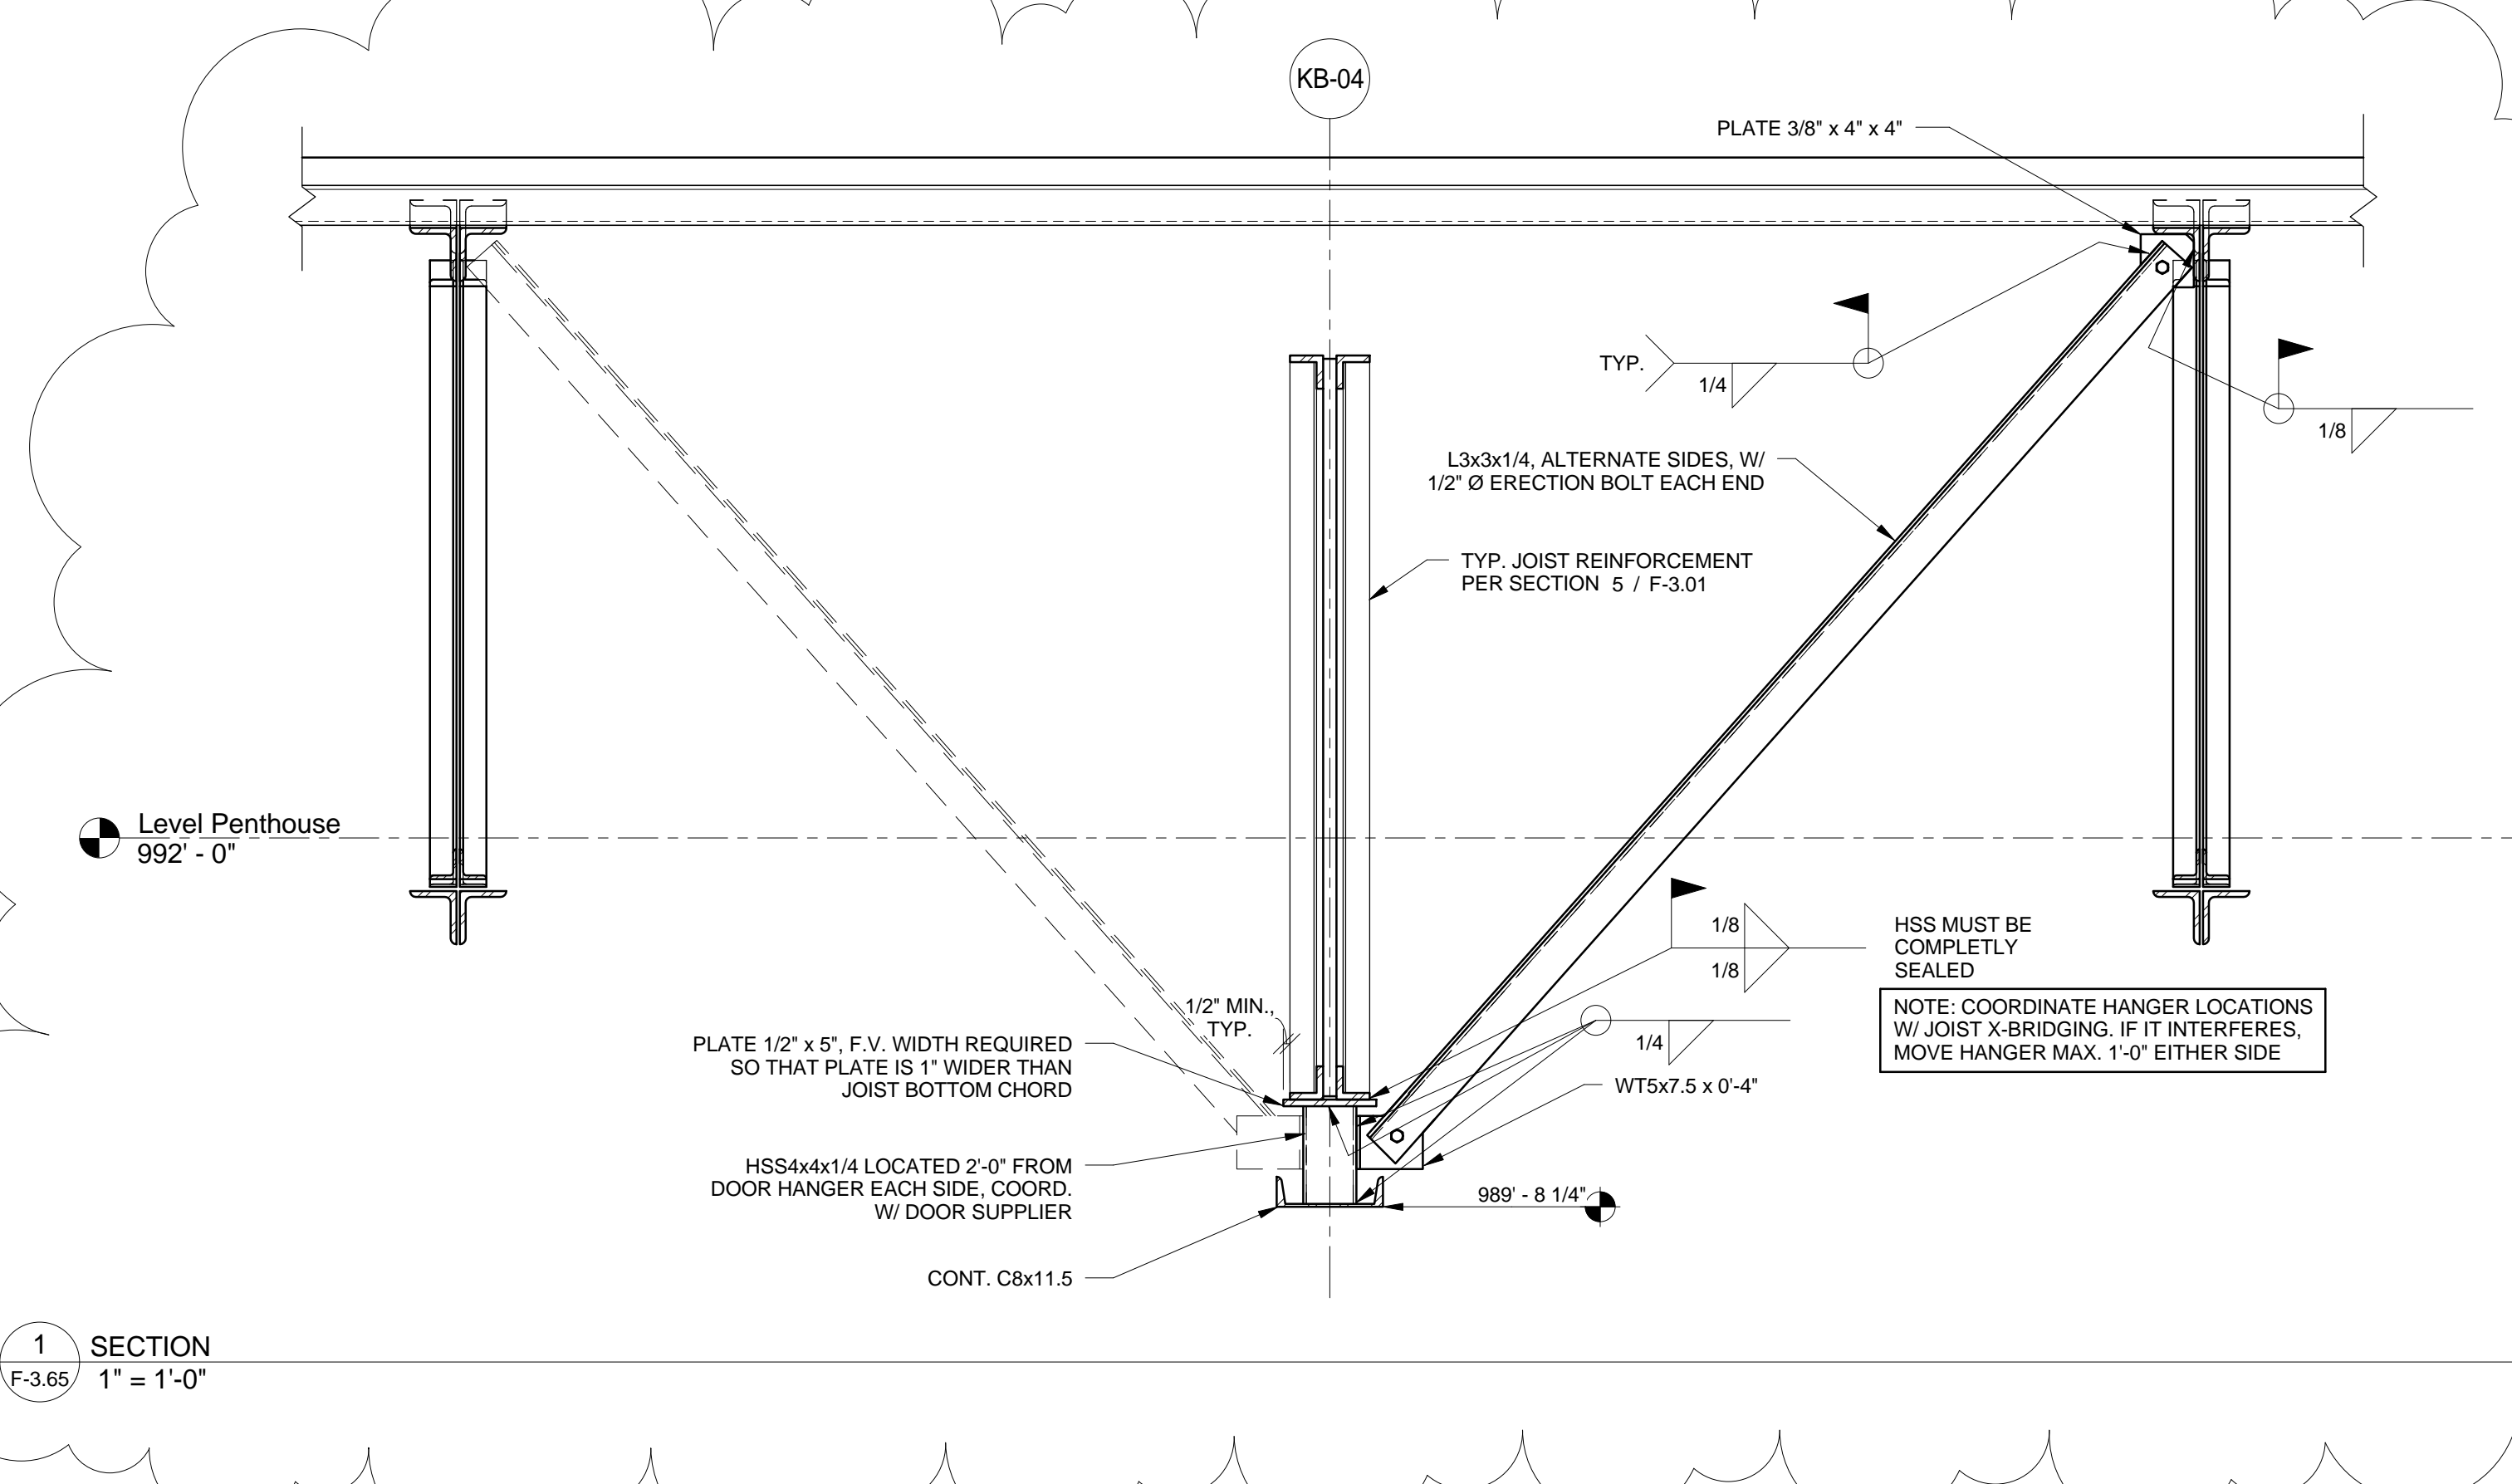 KB-04
PLATE 3/8" x 4" x 4"
TYP.
1/4
1/8
L3x3x1/4, ALTERNATE SIDES, W/
1/2" Ø ERECTION BOLT EACH END
TYP. JOIST REINFORCEMENT
PER SECTION 5 / F-3.01
Level Penthouse
992' - 0"
1/8
1/8
HSS MUST BE
COMPLETLY
SEALED
NOTE: COORDINATE HANGER LOCATIONS
W/ JOIST X-BRIDGING. IF IT INTERFERES,
MOVE HANGER MAX. 1'-0" EITHER SIDE
1/2" MIN.,
TYP.
1/4
PLATE 1/2" x 5", F.V. WIDTH REQUIRED
SO THAT PLATE IS 1" WIDER THAN
JOIST BOTTOM CHORD
WT5x7.5 x 0'-4"
HSS4x4x1/4 LOCATED 2'-0" FROM
DOOR HANGER EACH SIDE, COORD.
W/ DOOR SUPPLIER
989' - 8 1/4"
CONT. C8x11.5
1
SECTION
F-3.65
1" = 1'-0"